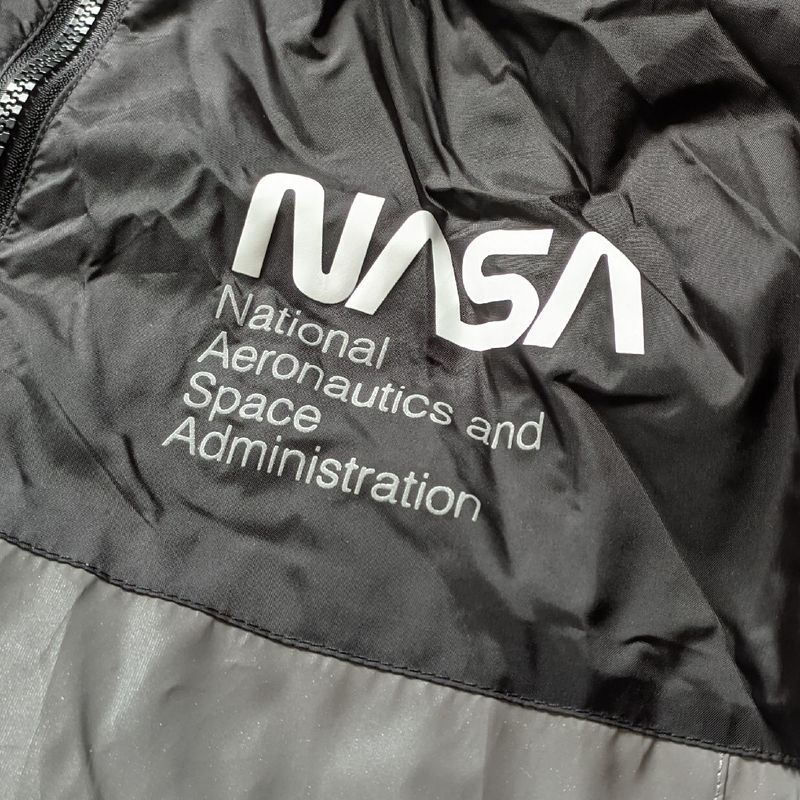 NASA
National
Aeronautics and
Space
Administration